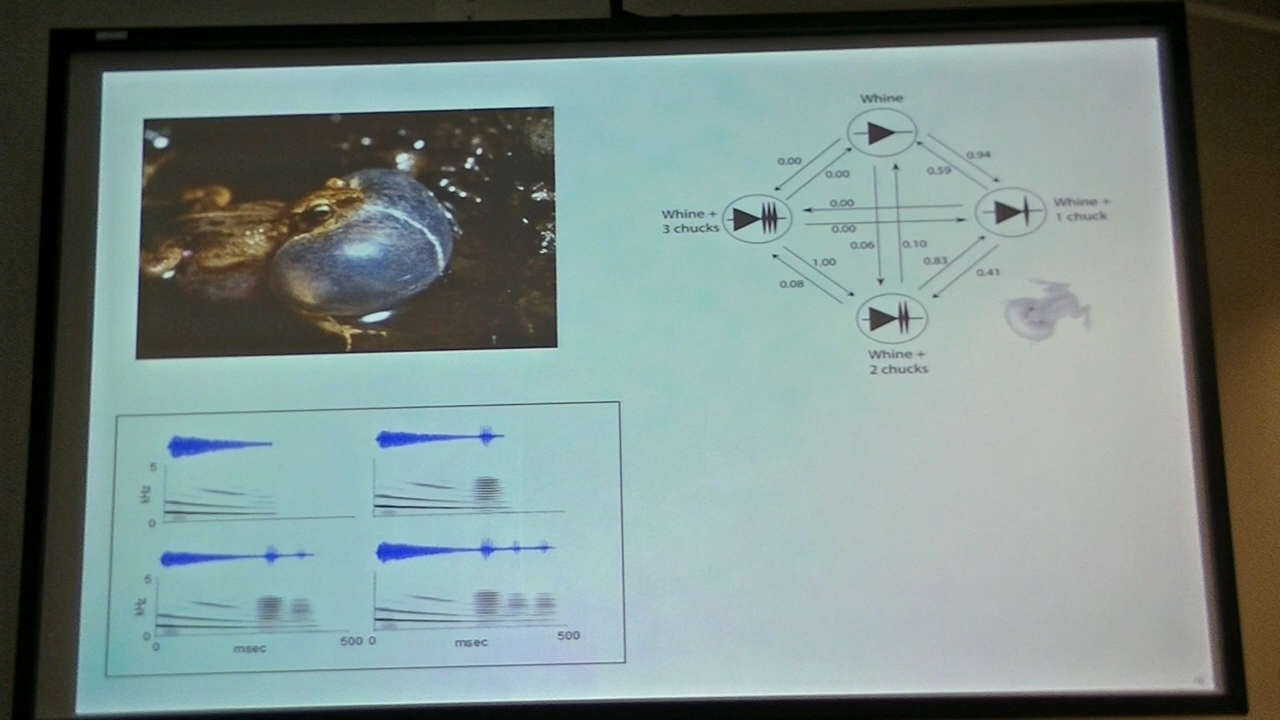 Whine
0.00
0.94
0.00
0.59
Whine +
3 chucks
0.00
Whine +
1 chuck
0.00
0.06
0.10
1.00
0.83
0.08
0.41
Whine +
2 chucks
5
kHz
0
5
kHz
0
0
msec
500
0
msec
500